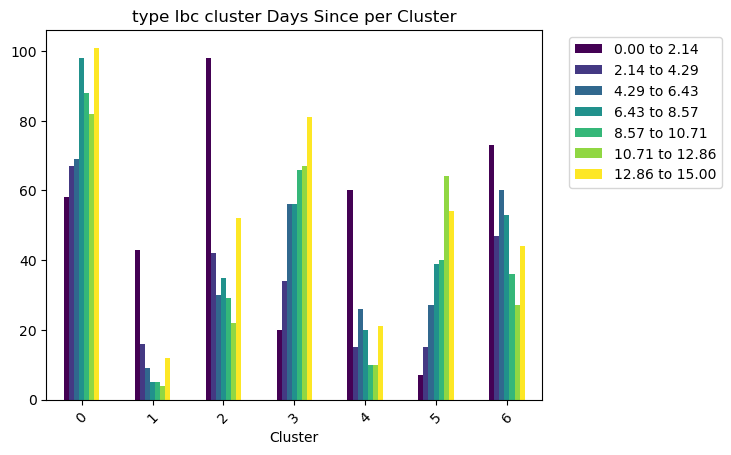 type Ibc cluster Days Since per Cluster
100
80
60
40
20
0
0 1 2 3 4 5 6
Cluster
0.00 to 2.14
2.14 to 4.29
4.29 to 6.43
6.43 to 8.57
8.57 to 10.71
10.71 to 12.86
12.86 to 15.00